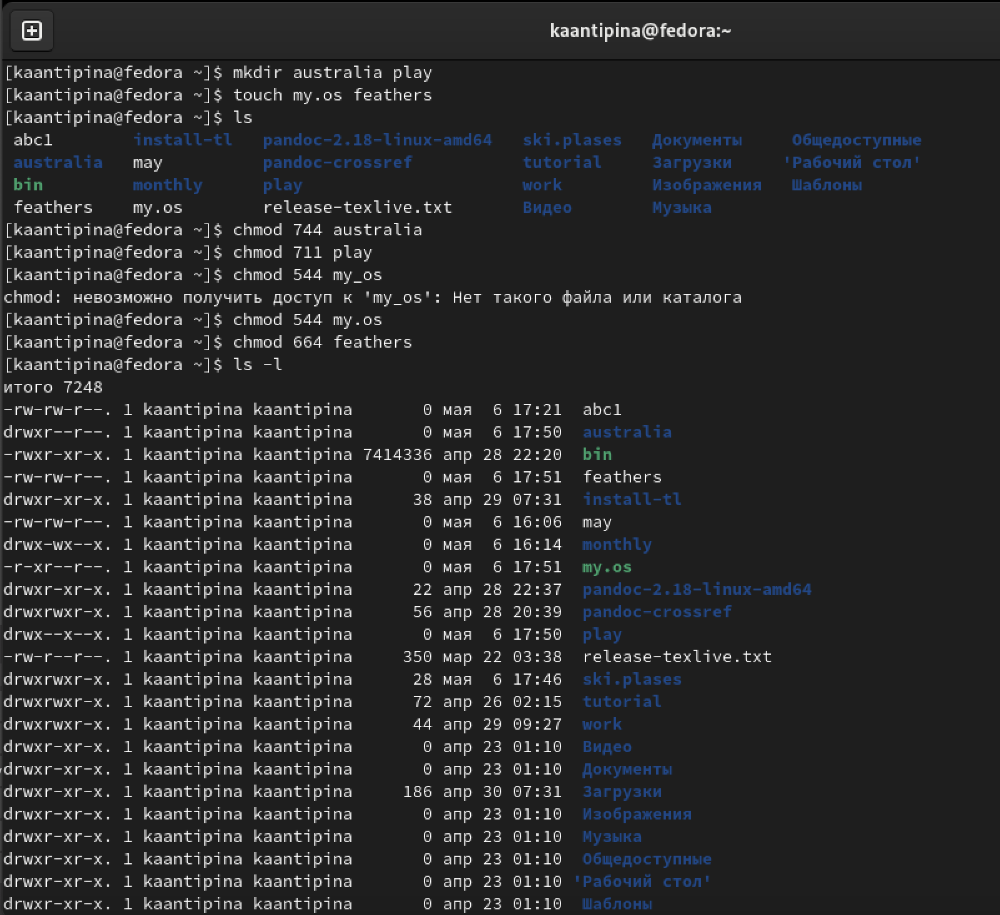 kaantipina@fedora:~
[kaantipina@fedora ~]$ mkdir australia play
[kaantipina@fedora ~]$ touch my.os feathers
[kaantipina@fedora ~]$ ls
abc1 install-tl pandoc-2.18-linux-amd64 ski.plases Документы Общедоступные
australia may pandoc-crossref tutorial Загрузки 'Рабочий стол'
bin monthly play work Изображения Шаблоны
feathers my.os release-texlive.txt Видео Музыка
[kaantipina@fedora ~]$ chmod 744 australia
[kaantipina@fedora ~]$ chmod 711 play
[kaantipina@fedora ~]$ chmod 544 my_os
chmod: невозможно получить доступ к 'my_os': Нет такого файла или каталога
[kaantipina@fedora ~]$ chmod 544 my.os
[kaantipina@fedora ~]$ chmod 664 feathers
[kaantipina@fedora ~]$ ls -l
итого 7248
-rw-rw-r--. 1 kaantipina kaantipina 0 мая 6 17:21 abc1
drwxr--r--. 1 kaantipina kaantipina 0 мая 6 17:50 australia
-rwxr-xr-x. 1 kaantipina kaantipina 7414336 апр 28 22:20 bin
-rw-rw-r--. 1 kaantipina kaantipina 0 мая 6 17:51 feathers
drwxr-xr-x. 1 kaantipina kaantipina 38 апр 29 07:31 install-tl
-rw-rw-r--. 1 kaantipina kaantipina 0 мая 6 16:06 may
drwx-wx--x. 1 kaantipina kaantipina 0 мая 6 16:14 monthly
-r-xr--r--. 1 kaantipina kaantipina 0 мая 6 17:51 my.os
drwxr-xr-x. 1 kaantipina kaantipina 22 апр 28 22:37 pandoc-2.18-linux-amd64
drwxrwxr-x. 1 kaantipina kaantipina 56 апр 28 20:39 pandoc-crossref
drwx--x--x. 1 kaantipina kaantipina 0 мая 6 17:50 play
-rw-r--r--. 1 kaantipina kaantipina 350 мар 22 03:38 release-texlive.txt
drwxrwxr-x. 1 kaantipina kaantipina 28 мая 6 17:46 ski.plases
drwxrwxr-x. 1 kaantipina kaantipina 72 апр 26 02:15 tutorial
drwxrwxr-x. 1 kaantipina kaantipina 44 апр 29 09:27 work
drwxr-xr-x. 1 kaantipina kaantipina 0 апр 23 01:10 Видео
drwxr-xr-x. 1 kaantipina kaantipina 0 апр 23 01:10 Документы
drwxr-xr-x. 1 kaantipina kaantipina 186 апр 30 07:31 Загрузки
drwxr-xr-x. 1 kaantipina kaantipina 0 апр 23 01:10 Изображения
drwxr-xr-x. 1 kaantipina kaantipina 0 апр 23 01:10 Музыка
drwxr-xr-x. 1 kaantipina kaantipina 0 апр 23 01:10 Общедоступные
drwxr-xr-x. 1 kaantipina kaantipina 0 апр 23 01:10 'Рабочий стол'
drwxr-xr-x. 1 kaantipina kaantipina 0 апр 23 01:10 Шаблоны